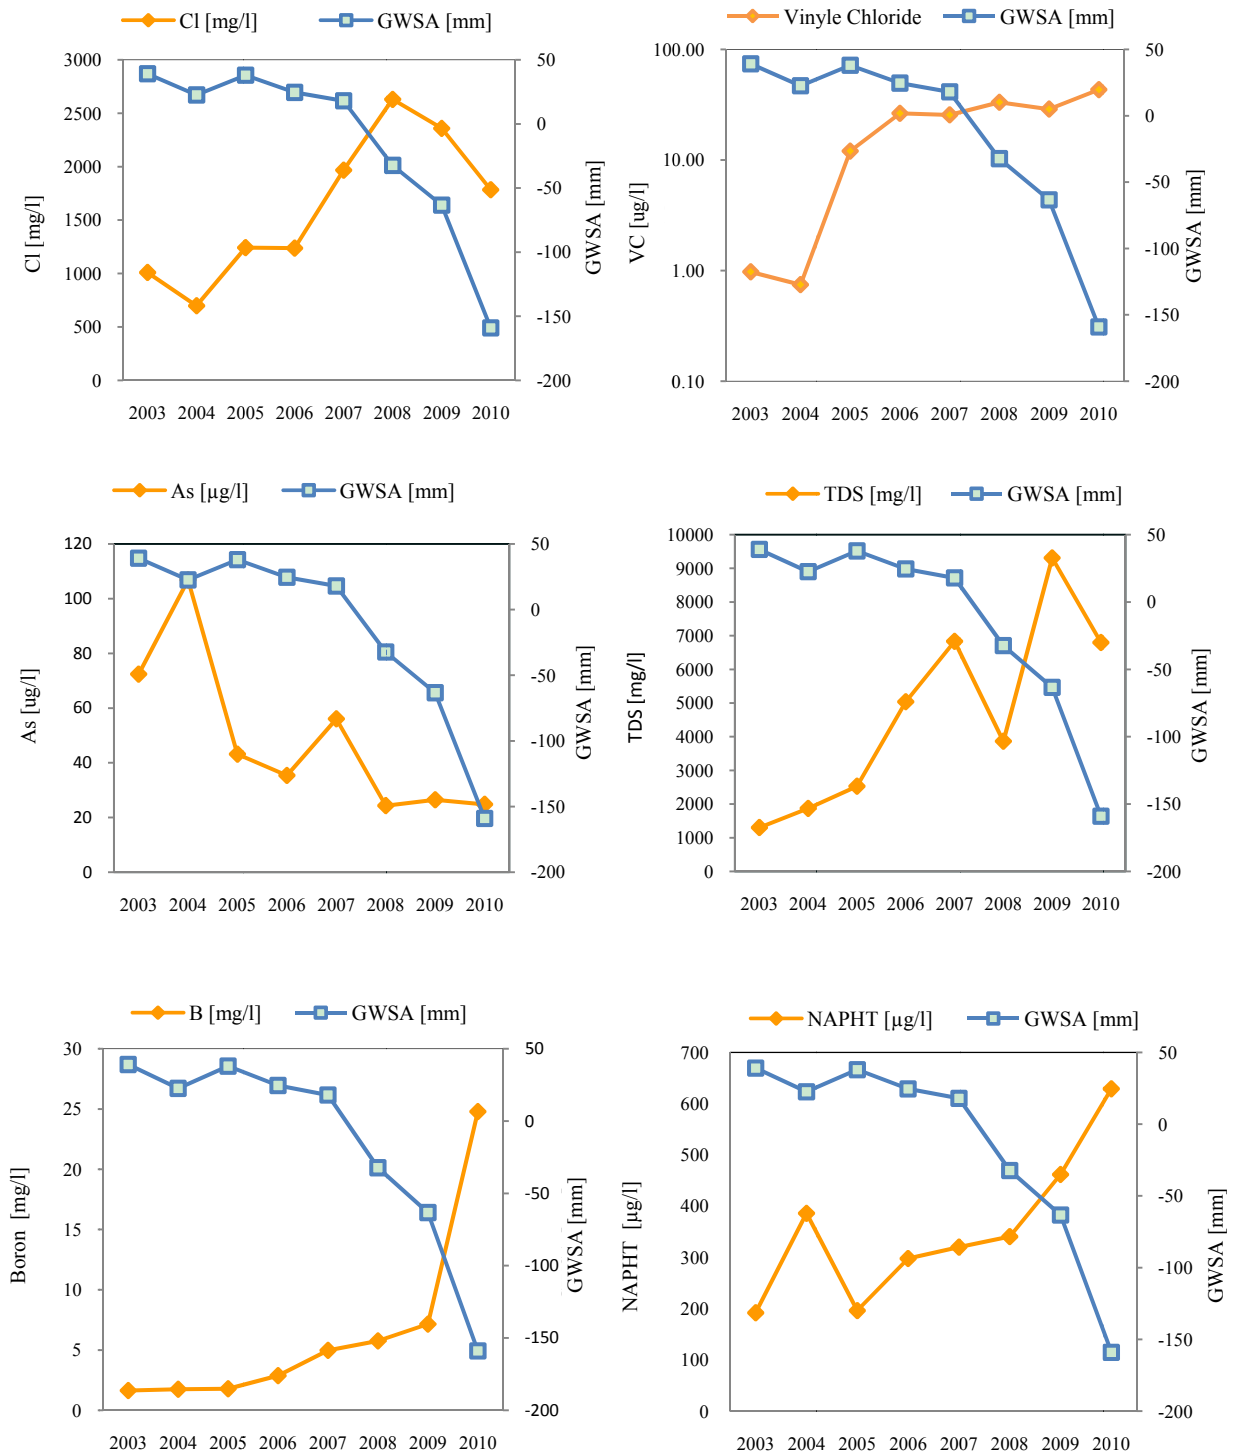 Cl [mg/l] GWSA [mm]
3000 50
2500 0
2000 -50
1500
1000 -100
500 -150
0 -200
Cl [mg/l]
GWSA [mm]
2003 2004 2005 2006 2007 2008 2009 2010
Vinyle Chloride GWSA [mm]
100.00 50
0
10.00 -50
1.00 -100
-150
0.10 -200
VC [ug/l]
GWSA [mm]
2003 2004 2005 2006 2007 2008 2009 2010
As [µg/l] GWSA [mm]
120 50
100 0
80 -50
60
40 -100
20 -150
0 -200
As [ug/l]
GWSA [mm]
2003 2004 2005 2006 2007 2008 2009 2010
TDS [mg/l] GWSA [mm]
10000 50
9000
8000 0
7000
6000 -50
5000
4000 -100
3000
2000 -150
1000
0 -200
TDS [mg/l]
GWSA [mm]
2003 2004 2005 2006 2007 2008 2009 2010
B [mg/l] GWSA [mm]
30 50
25 0
20 -50
15
10 -100
5 -150
0 -200
Boron [mg/l]
GWSA [mm]
2003 2004 2005 2006 2007 2008 2009 2010
NAPHT [µg/l] GWSA [mm]
700 50
600 0
500
400 -50
300 -100
200
100 -150
0 -200
NAPHT [µg/l]
GWSA [mm]
2003 2004 2005 2006 2007 2008 2009 2010